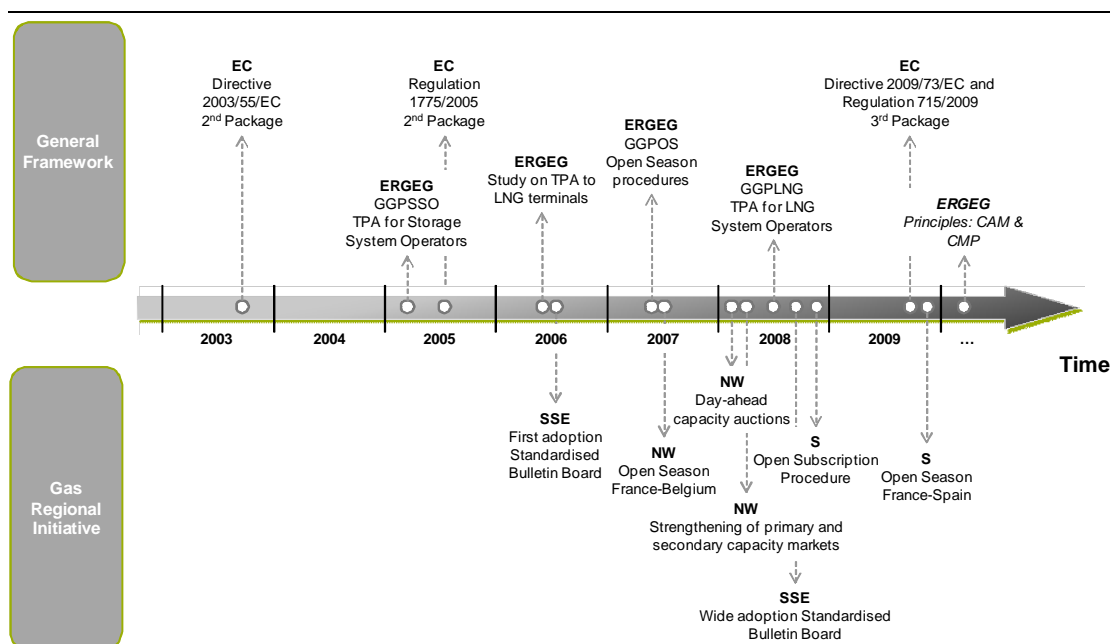 General
Framework
EC
Directive
2003/55/EC
2nd Package
EC
Regulation
1775/2005
2nd Package
EC
Directive 2009/73/EC and
Regulation 715/2009
3rd Package
ERGEG
GGPSSO
TPA for Storage
System Operators
ERGEG
Study on TPA to
LNG terminals
ERGEG
GGPOS
Open Season
procedures
ERGEG
GGPLNG
TPA for LNG
System Operators
ERGEG
Principles: CAM &
CMP
2003
2004
2005
2006
2007
2008
2009
...
Time
Gas
Regional
Initiative
SSE
First adoption
Standardised
Bulletin Board
NW
Open Season
France-Belgium
NW
Day-ahead
capacity auctions
NW
Strengthening of primary and
secondary capacity markets
SSE
Wide adoption Standardised
Bulletin Board
S
Open Subscription
Procedure
S
Open Season
France-Spain